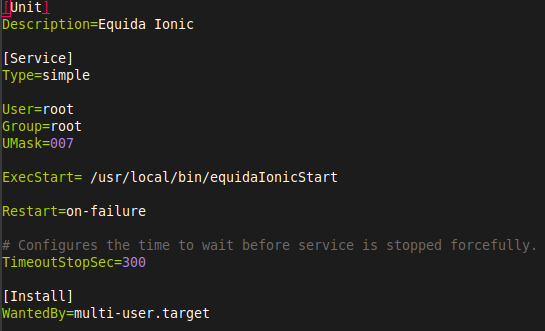 [Unit]
Description=Equida Ionic
[Service]
Type=simple
User=root
Group=root
UMask=007
ExecStart= /usr/local/bin/equidaIonicStart
Restart=on-failure
# Configures the time to wait before service is stopped forcefully.
TimeoutStopSec=300
[Install]
WantedBy=multi-user.target